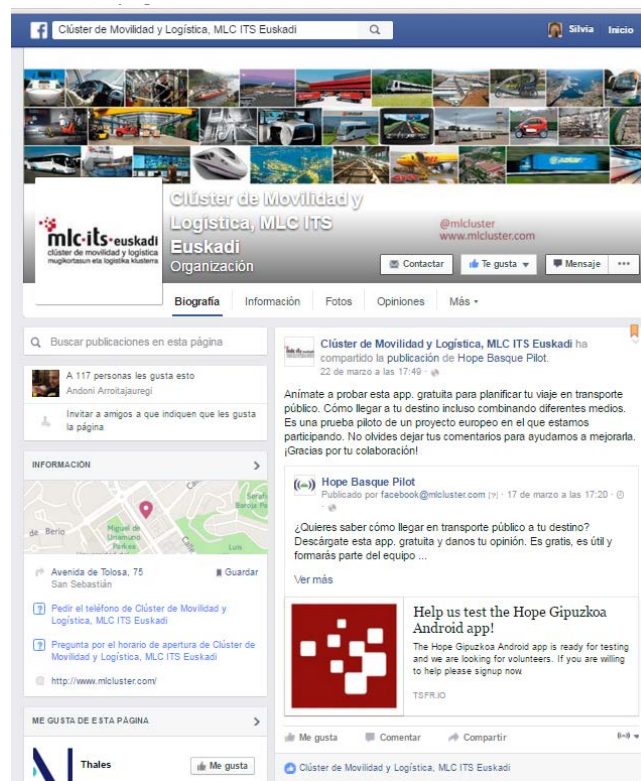 Clúster de Movilidad y Logística, MLC ITS Euskadi
Silvia Inicio
Clúster de Movilidad y
Logística, MLC ITS
Euskadi
Organización
@mlcluster
www.mlcluster.com
mlc·its·euskadi
clúster de movilidad y logística
mugikortasun eta logistika klusterra
Contactar
Te gusta
Mensaje
Biografía Información Fotos Opiniones Más
Buscar publicaciones en esta página
A 117 personas les gusta esto
Andoni Arroitajauregi
Invitar a amigos a que indiquen que les gusta
la página
INFORMACIÓN
de Berio
Miguel de
Unamuno
Parkea
Calle
Serafi
Baroja Pa
Luis
Avenida de Tolosa, 75
San Sebastián
Guardar
Pedir el teléfono de Clúster de Movilidad y
Logística, MLC ITS Euskadi
Pregunta por el horario de apertura de Clúster de
Movilidad y Logística, MLC ITS Euskadi
http://www.mlcluster.com/
ME GUSTA DE ESTA PÁGINA
Thales
Me gusta
Clúster de Movilidad y Logística, MLC ITS Euskadi ha
compartido la publicación de Hope Basque Pilot.
22 de marzo a las 17:49 ·
Anímate a probar esta app. gratuita para planificar tu viaje en transporte
público. Cómo llegar a tu destino incluso combinando diferentes medios.
Es una prueba piloto de un proyecto europeo en el que estamos
participando. No olvides dejar tus comentarios para ayudarnos a mejorarla.
¡Gracias por tu colaboración!
Hope Basque Pilot
Publicado por facebook@mlcluster.com [?] · 17 de marzo a las 17:20 ·
¿Quieres saber cómo llegar en transporte público a tu destino?
Descárgate esta app. gratuita y danos tu opinión. Es gratis, es útil y
formarás parte del equipo ...
Ver más
Help us test the Hope Gipuzkoa
Android app!
The Hope Gipuzkoa Android app is ready for testing
and we are looking for volunteers. If you are willing
to help please signup now.
TSFR.IO
Me gusta Comentar Compartir
Clúster de Movilidad y Logística, MLC ITS Euskadi